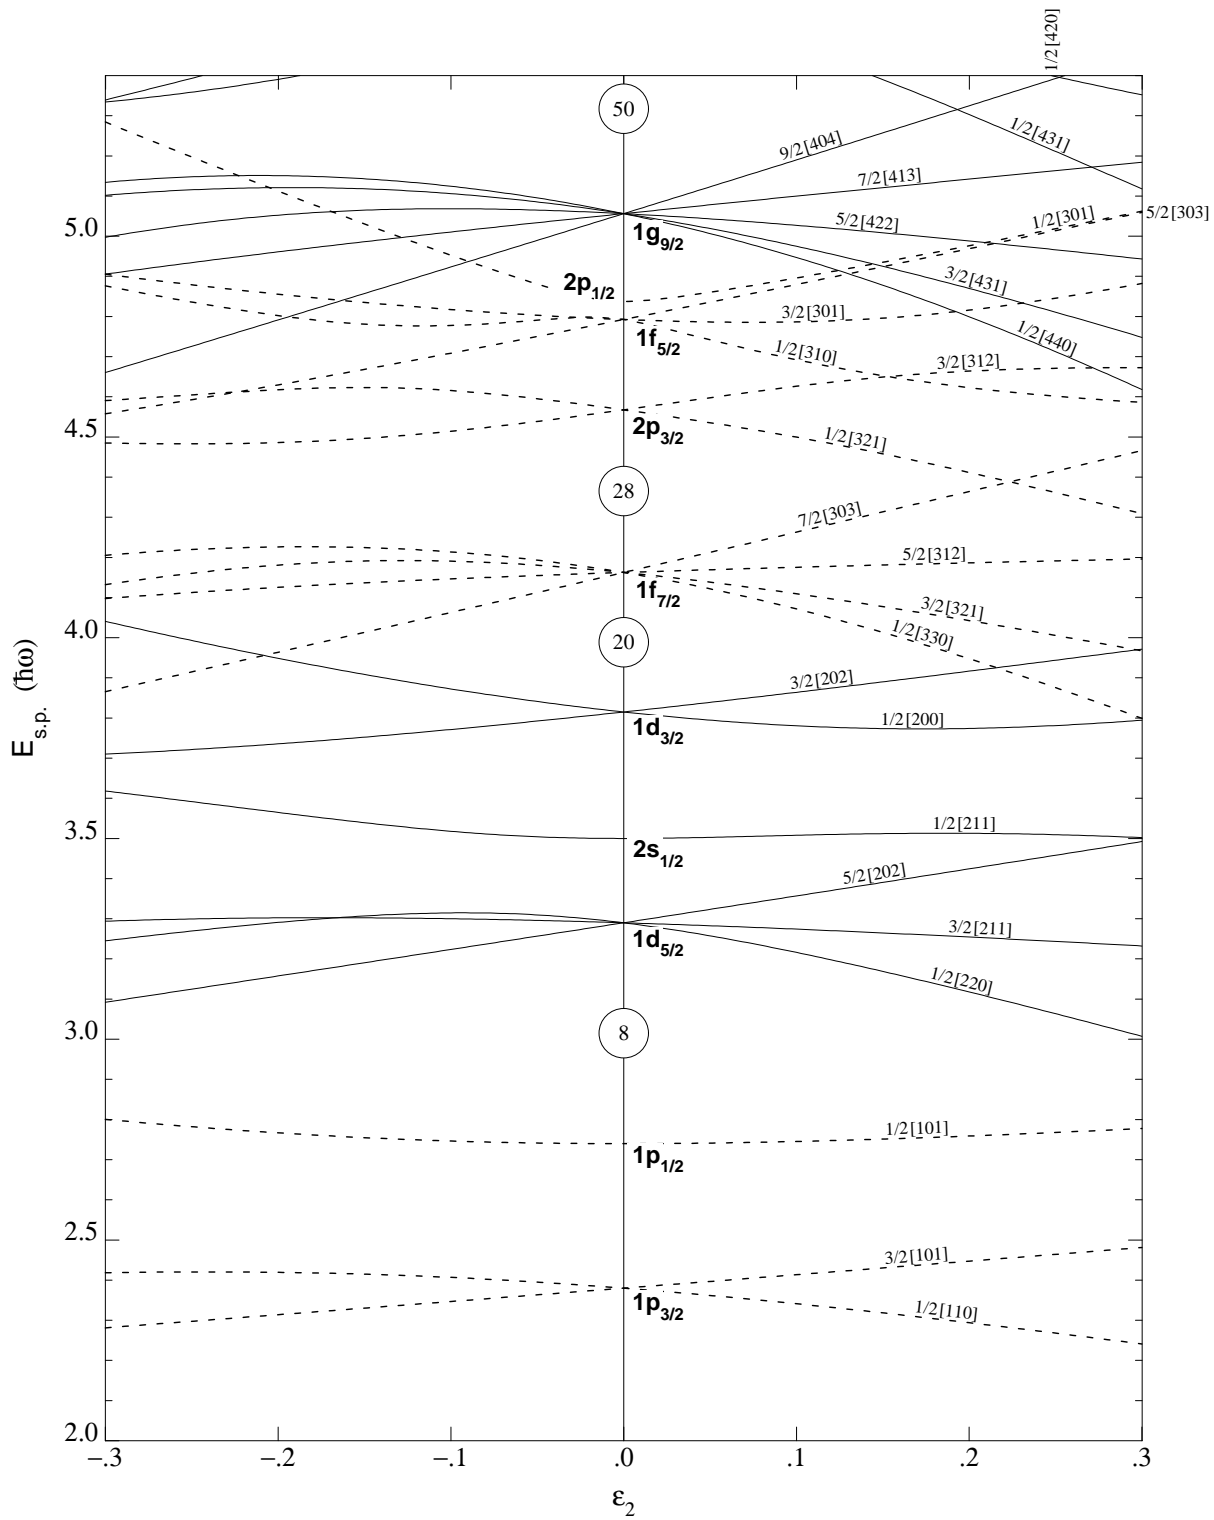 1/2[420]
50
9/2[404]
1/2[431]
7/2[413]
5/2[422]
1/2[301]
5/2[303]
5.0
1g9/2
3/2[431]
2p1/2
3/2[301]
1f5/2
1/2[310]
1/2[440]
3/2[312]
4.5
2p3/2
1/2[321]
28
7/2[303]
5/2[312]
1f7/2
3/2[321]
4.0
20
1/2[330]
3/2[202]
1d3/2
1/2[200]
Es.p. (ħω)
3.5
1/2[211]
2s1/2
5/2[202]
1d5/2
3/2[211]
1/2[220]
3.0
8
1/2[101]
1p1/2
2.5
3/2[101]
1p3/2
1/2[110]
2.0
−.3 −.2 −.1 .0 .1 .2 .3
ε2